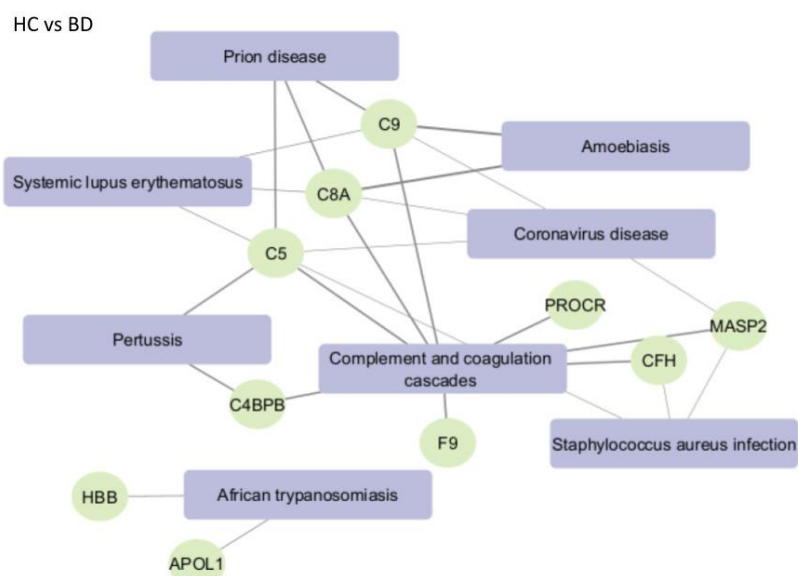 HC vs BD
Prion disease
C9
Amoebiasis
Systemic lupus erythematosus
C8A
Coronavirus disease
C5
PROCR
MASP2
Pertussis
Complement and coagulation
cascades
CFH
C4BPB
F9
Staphylococcus aureus infection
HBB
African trypanosomiasis
APOL1